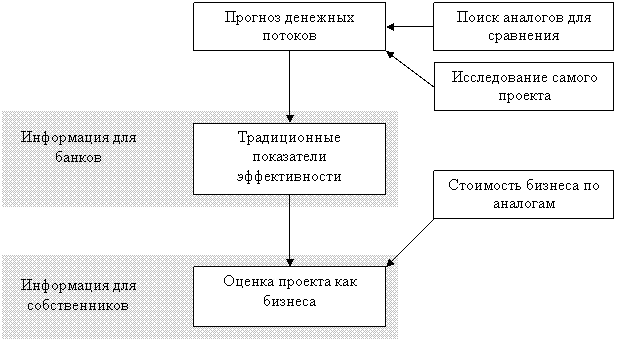 Прогноз денежных
потоков
Поиск аналогов для
сравнения
Исследование самого
проекта
Информация для
банков
Традиционные
показатели
эффективности
Стоимость бизнеса по
аналогам
Информация для
собственников
Оценка проекта как
бизнеса